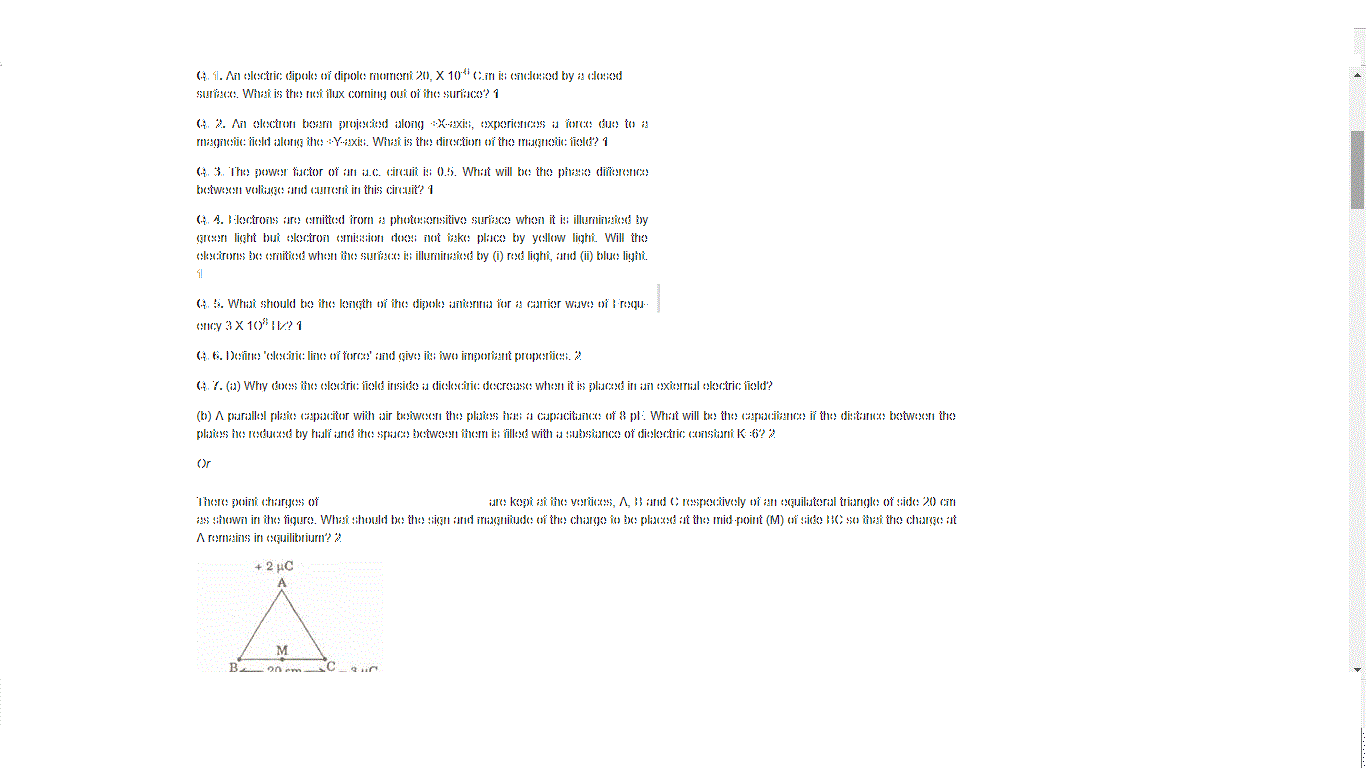 Q. 1. An electric dipole of dipole moment 20, X 10 C.m is enclosed by a closed
surface. What is the net flux coming out of the surface? 1
Q. 2. An electron beam projected along +X-axis, experiences a force due to a
magnetic field along the +Y-axis. What is the direction of the magnetic field? 1
Q. 3. The power factor of an a.c. circuit is 0.5. What will be the phase difference
between voltage and current in this circuit? 1
Q. 4. Electrons are emitted from a photosensitive surface when it is illuminated by
green light but electron emission does not take place by yellow light. Will the
electrons be emitted when the surface is illuminated by (i) red light, and (ii) blue light.
1
Q. 5. What should be the length of the dipole antenna for a carrier wave of Frequ-
ency 3 X 10 Hz? 1
Q. 6. Define 'electric line of force' and give its two important properties. 2
Q. 7. (a) Why does the electric field inside a dielectric decrease when it is placed in an external electric field?
(b) A parallel plate capacitor with air between the plates has a capacitance of 8 pF. What will be the capacitance if the distance between the
plates be reduced by half and the space between them is filled with a substance of dielectric constant K =6? 2
Or
There point charges of are kept at the vertices, A, B and C respectively of an equilateral triangle of side 20 cm
as shown in the figure. What should be the sign and magnitude of the charge to be placed at the mid-point (M) of side BC so that the charge at
A remains in equilibrium? 2
+ 2 μC
A
M
B 20 cm C – 3 μC